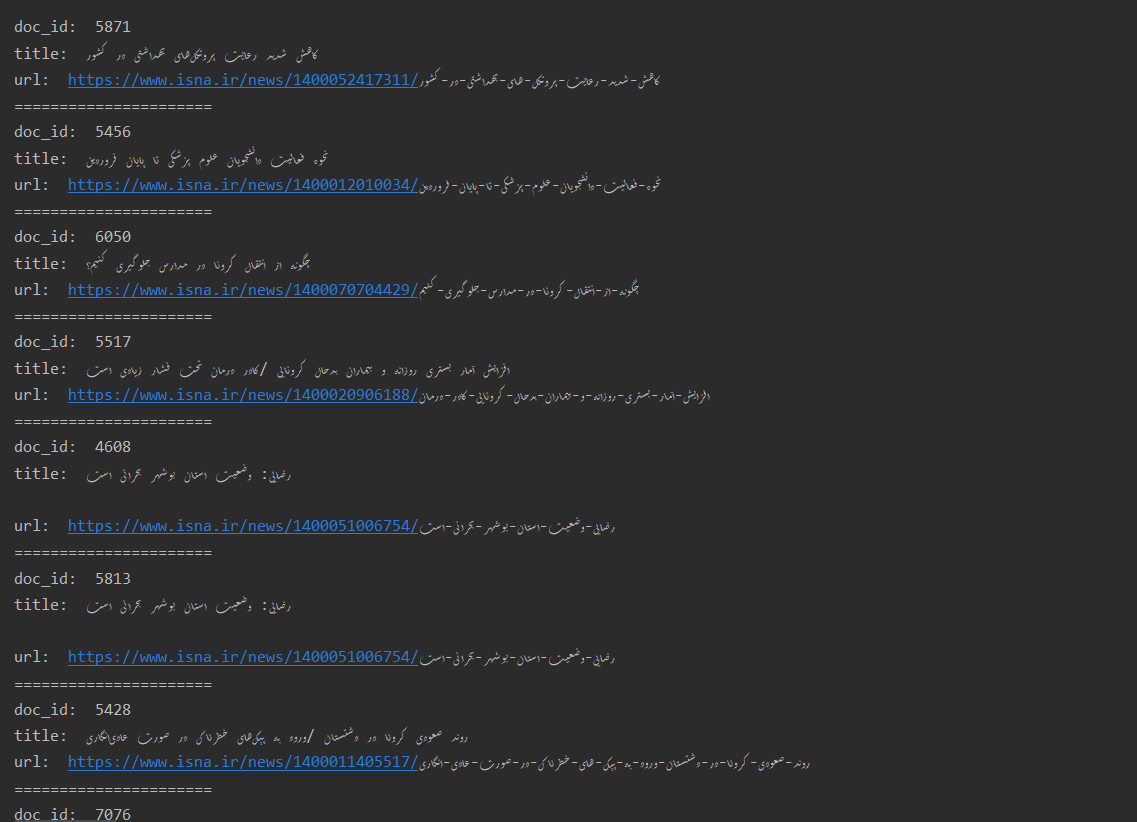 doc_id:  5871
title:  کاهش شدید رعایت پروتکل‌های بهداشتی در کشور
url:  https://www.isna.ir/news/1400052417311/کاهش-شدید-رعایت-پروتکل-های-بهداشتی-در-کشور
======================
doc_id:  5456
title:  نحوه فعالیت دانشجویان علوم پزشکی تا پایان فروردین
url:  https://www.isna.ir/news/1400012010034/نحوه-فعالیت-دانشجویان-علوم-پزشکی-تا-پایان-فروردین
======================
doc_id:  6050
title:  چگونه از انتقال کرونا در مدارس جلوگیری کنیم؟
url:  https://www.isna.ir/news/1400070704429/چگونه-از-انتقال-کرونا-در-مدارس-جلوگیری-کنیم
======================
doc_id:  5517
title:  افزایش آمار بستری روزانه و بیماران بدحال کرونایی /کادر درمان تحت فشار زیادی است
url:  https://www.isna.ir/news/1400020906188/افزایش-آمار-بستری-روزانه-و-بیماران-بدحال-کرونایی-کادر-درمان
======================
doc_id:  4608
title:  رضایی: وضعیت استان بوشهر بحرانی است
url:  https://www.isna.ir/news/1400051006754/رضایی-وضعیت-استان-بوشهر-بحرانی-است
======================
doc_id:  5813
title:  رضایی: وضعیت استان بوشهر بحرانی است
url:  https://www.isna.ir/news/1400051006754/رضایی-وضعیت-استان-بوشهر-بحرانی-است
======================
doc_id:  5428
title:  روند صعودی کرونا در دشتستان /ورود به پیک‌های خطرناک در صورت عادی‌انگاری
url:  https://www.isna.ir/news/1400011405517/روند-صعودی-کرونا-در-دشتستان-ورود-به-پیک-های-خطرناک-در-صورت-عادی-انگاری
======================
doc_id:  7076